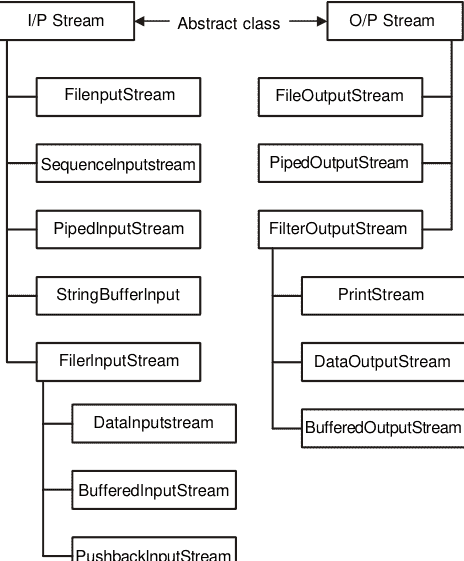 I/P Stream
Abstract class
O/P Stream
FilenputStream
FileOutputStream
SequenceInputstream
PipedOutputStream
PipedInputStream
FilterOutputStream
StringBufferInput
PrintStream
FilerInputStream
DataOutputStream
DataInputstream
BufferedOutputStream
BufferedInputStream
PushbackInputStream